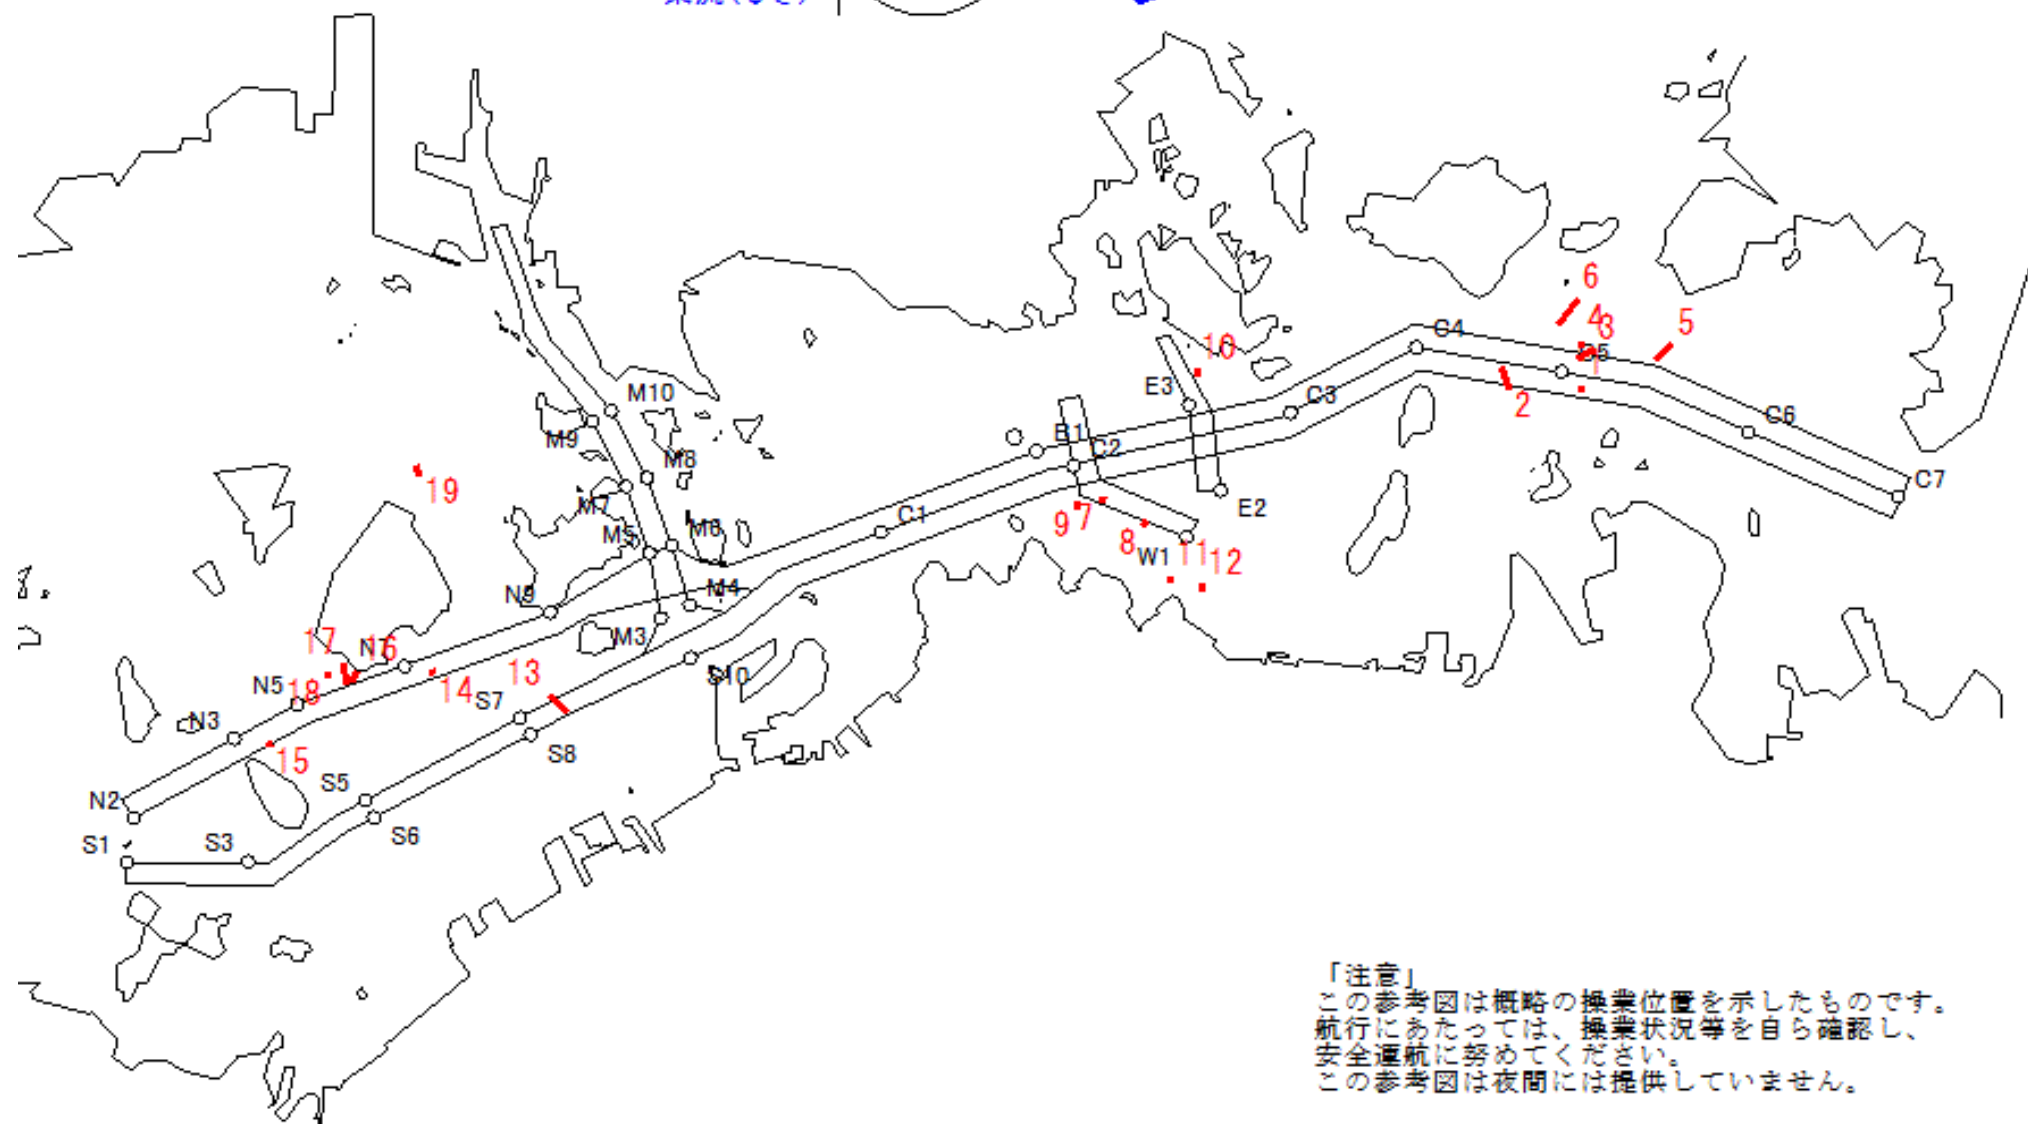 6
4
3
5
C4
B5
1
10
M10
E3
2
C3
C6
M9
B1
C2
M8
19
C7
M7
E2
9
7
M6
C1
M5
8
W1
11
12
N9
M4
M3
17
N7
16
13
S10
N5
18
14
S7
N3
15
S8
S5
N2
S6
S1
S3
「注意」
この参考図は概略の操業位置を示したものです。
航行にあたっては、操業状況等を自ら確認し、
安全運航に努めてください。
この参考図は夜間には提供していません。